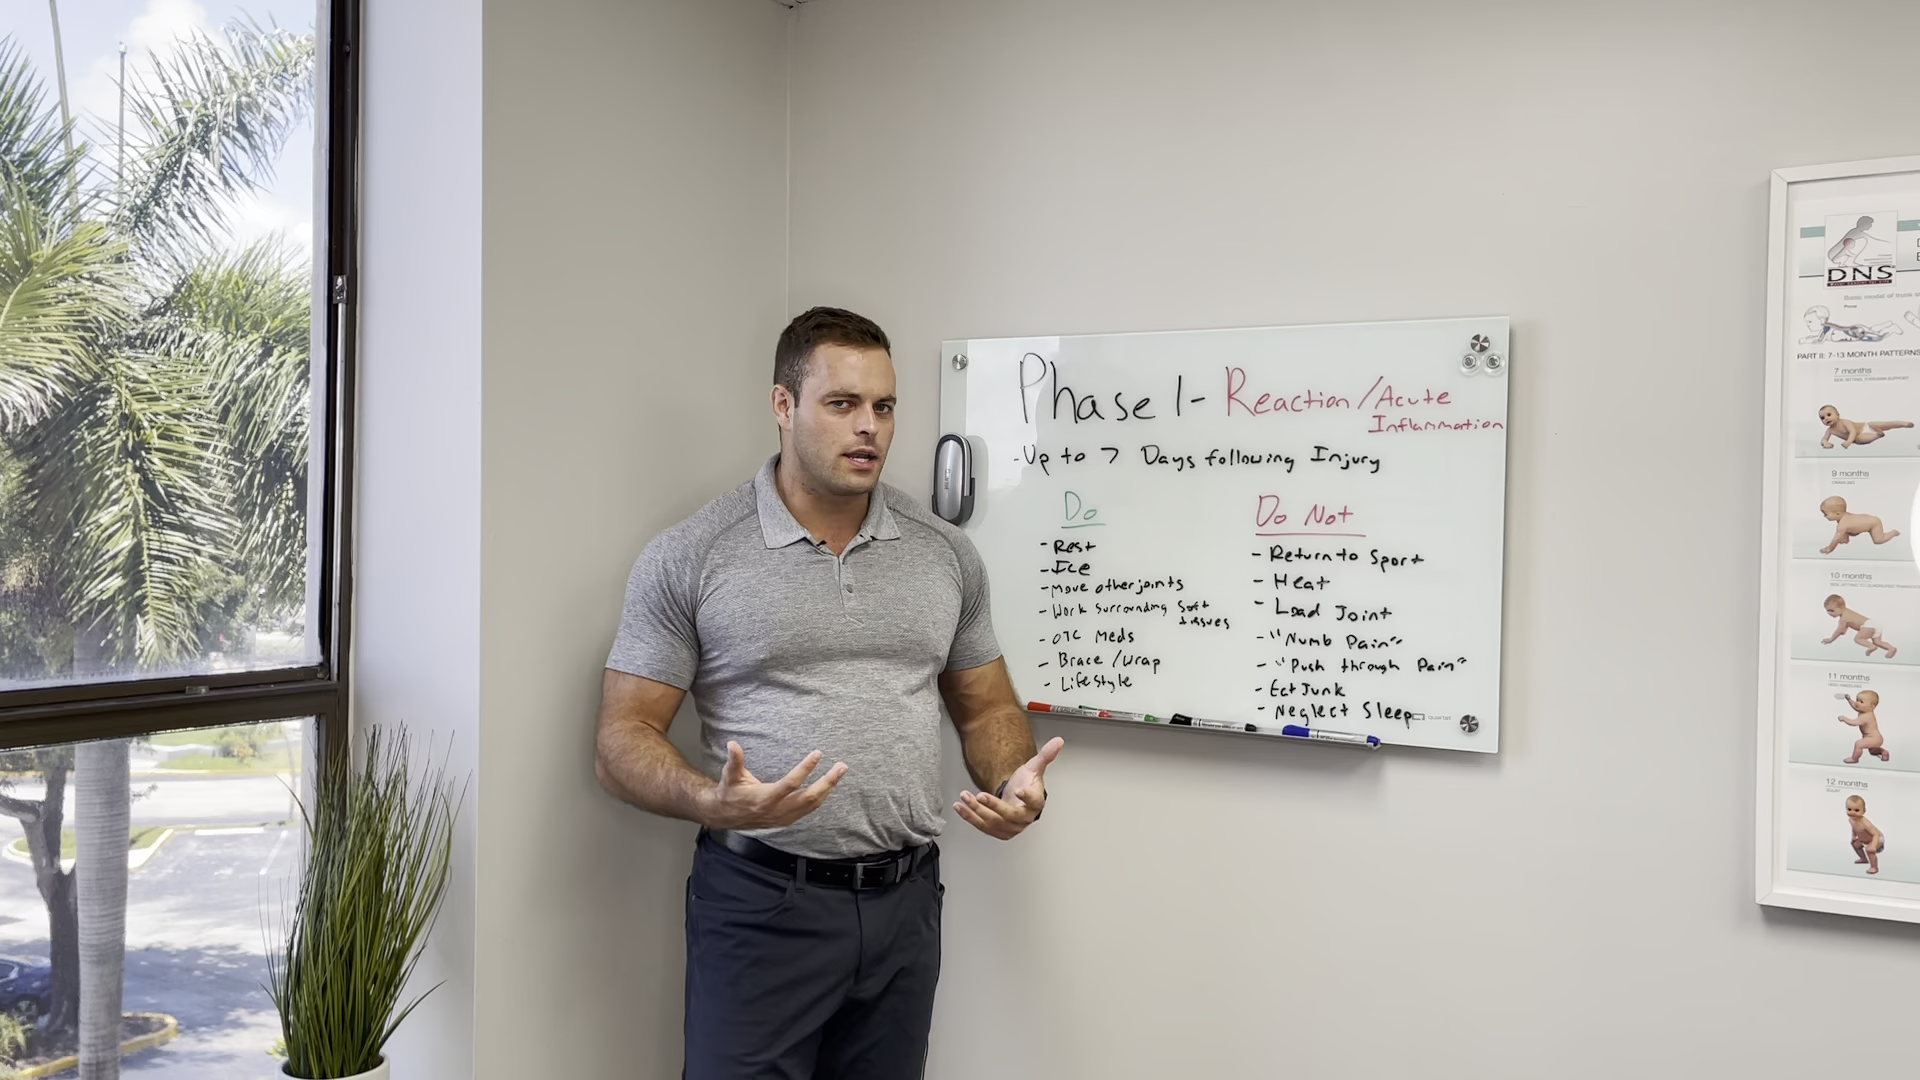 Phase 1- Reaction/Acute
Inflammation
-Up to 7 Days following Injury
Do
- Rest
- Ice
- Move other joints
- Work surrounding soft
tissues
- OTC Meds
- Brace/Wrap
- Lifestyle
Do Not
- Return to Sport
- Heat
- Load Joint
- "Numb Pain"
- "Push through Pain"
- Eat Junk
- Neglect Sleep
quartet
DNS
PART II: 7-13 MONTH PATTERNS
7 months
9 months
10 months
11 months
12 months